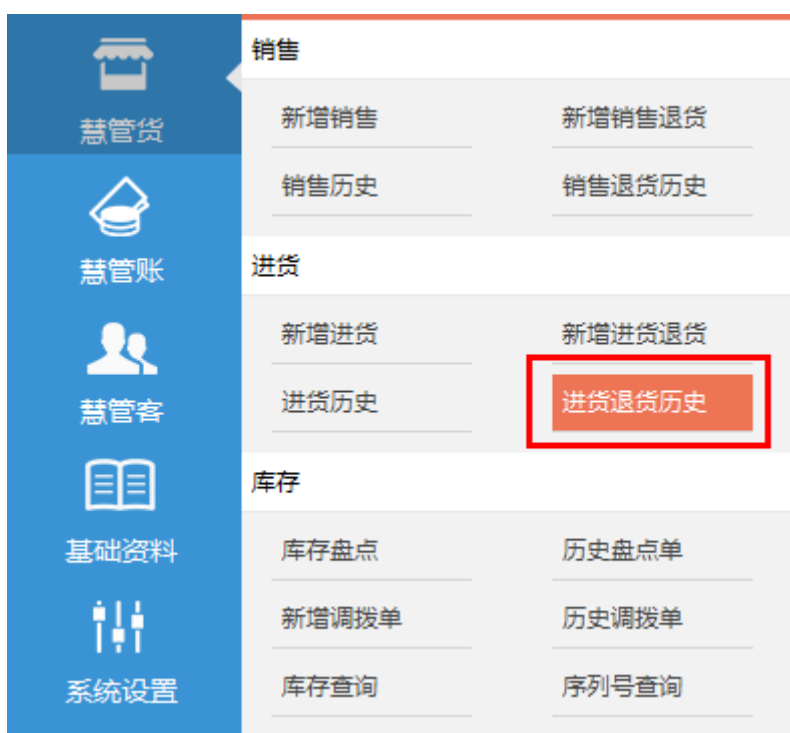 慧管货
慧管账
慧管客
基础资料
系统设置
销售
新增销售 新增销售退货
销售历史 销售退货历史
进货
新增进货 新增进货退货
进货历史 进货退货历史
库存
库存盘点 历史盘点单
新增调拨单 历史调拨单
库存查询 序列号查询